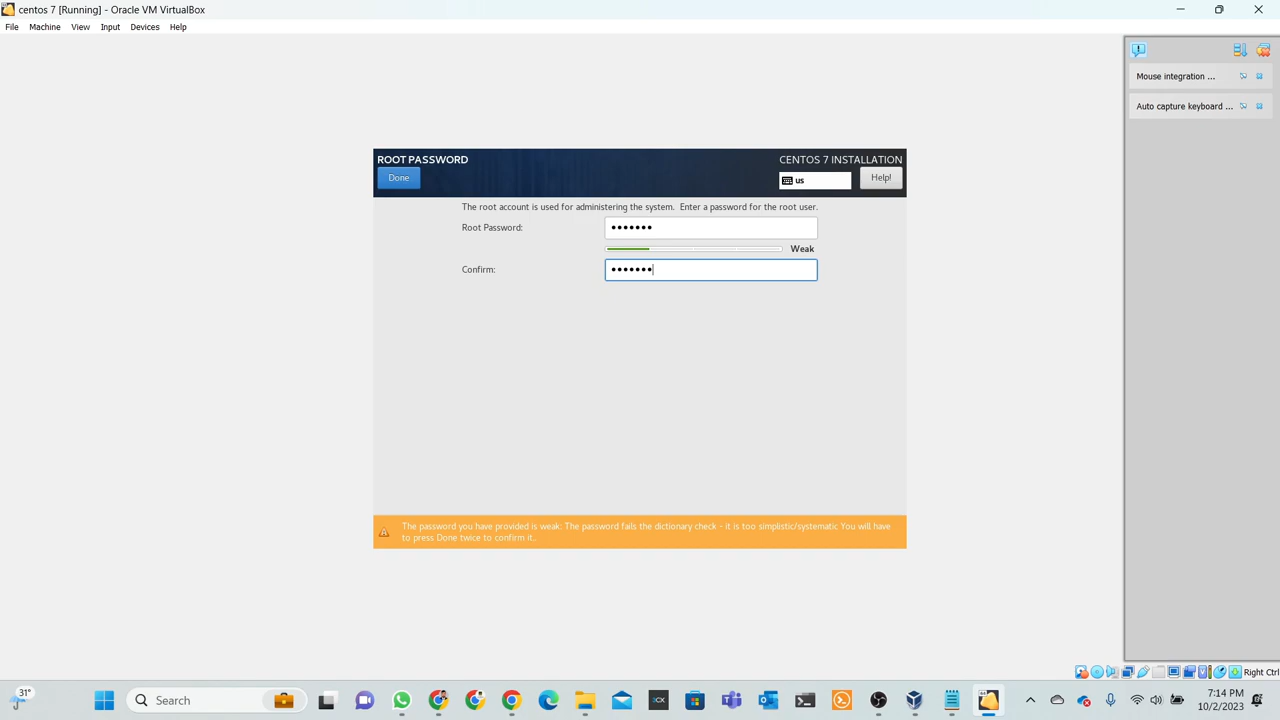 centos 7 [Running] - Oracle VM VirtualBox
File Machine View Input Devices Help
Mouse integration ...
Auto capture keyboard ...
ROOT PASSWORD
CENTOS 7 INSTALLATION
Done
us
Help!
The root account is used for administering the system. Enter a password for the root user.
Root Password:
•••••••
Weak
Confirm:
•••••••
The password you have provided is weak: The password fails the dictionary check - it is too simplistic/systematic You will have
to press Done twice to confirm it.
Right Ctrl
31°
Search
CX
7:14 PM
10/2/2023